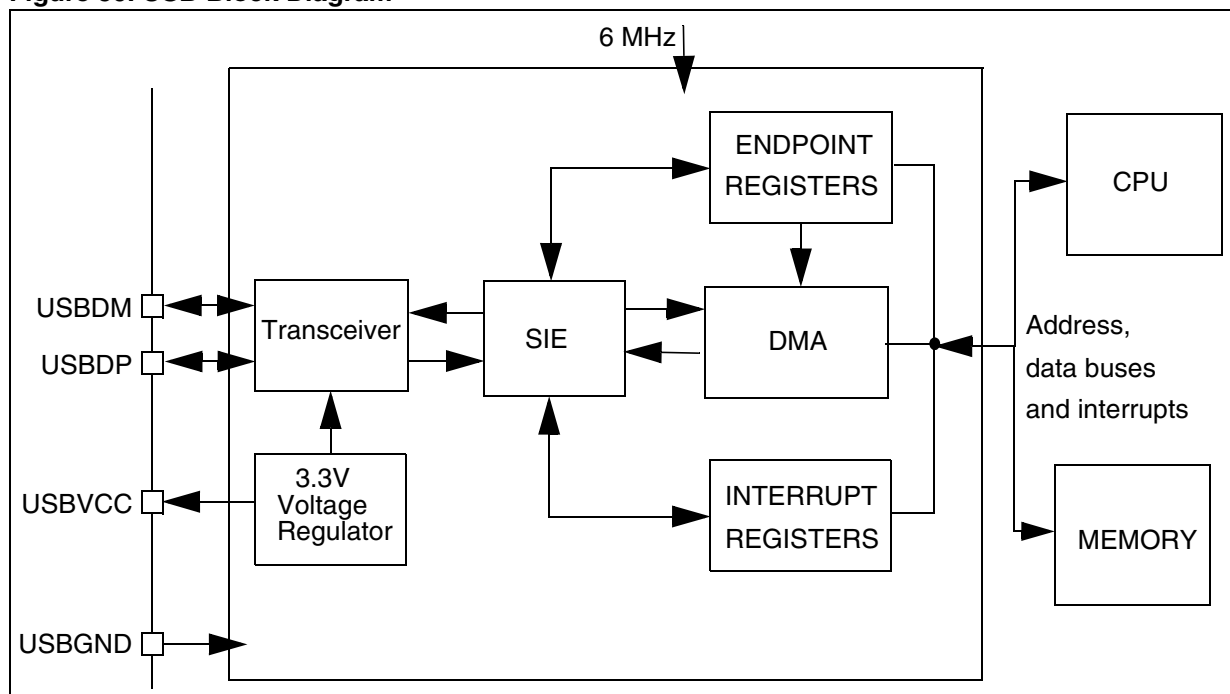 6 MHz
ENDPOINT
REGISTERS
CPU
USBDM
USBDP
Transceiver
SIE
DMA
Address,
data buses
and interrupts
3.3V
Voltage
Regulator
USBVCC
INTERRUPT
REGISTERS
MEMORY
USBGND